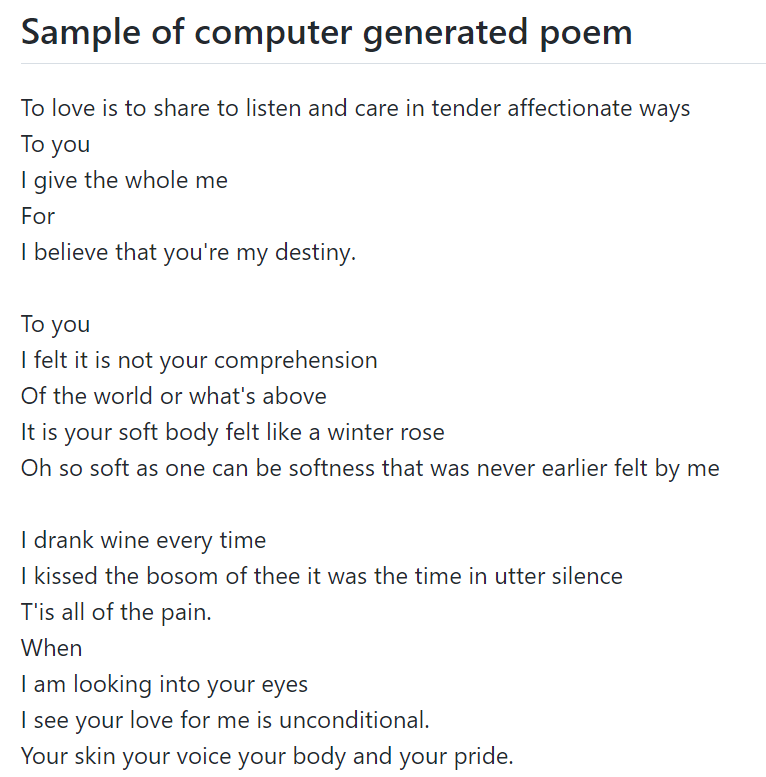 Sample of computer generated poem
To love is to share to listen and care in tender affectionate ways
To you
I give the whole me
For
I believe that you're my destiny.
To you
I felt it is not your comprehension
Of the world or what's above
It is your soft body felt like a winter rose
Oh so soft as one can be softness that was never earlier felt by me
I drank wine every time
I kissed the bosom of thee it was the time in utter silence
T'is all of the pain.
When
I am looking into your eyes
I see your love for me is unconditional.
Your skin your voice your body and your pride.